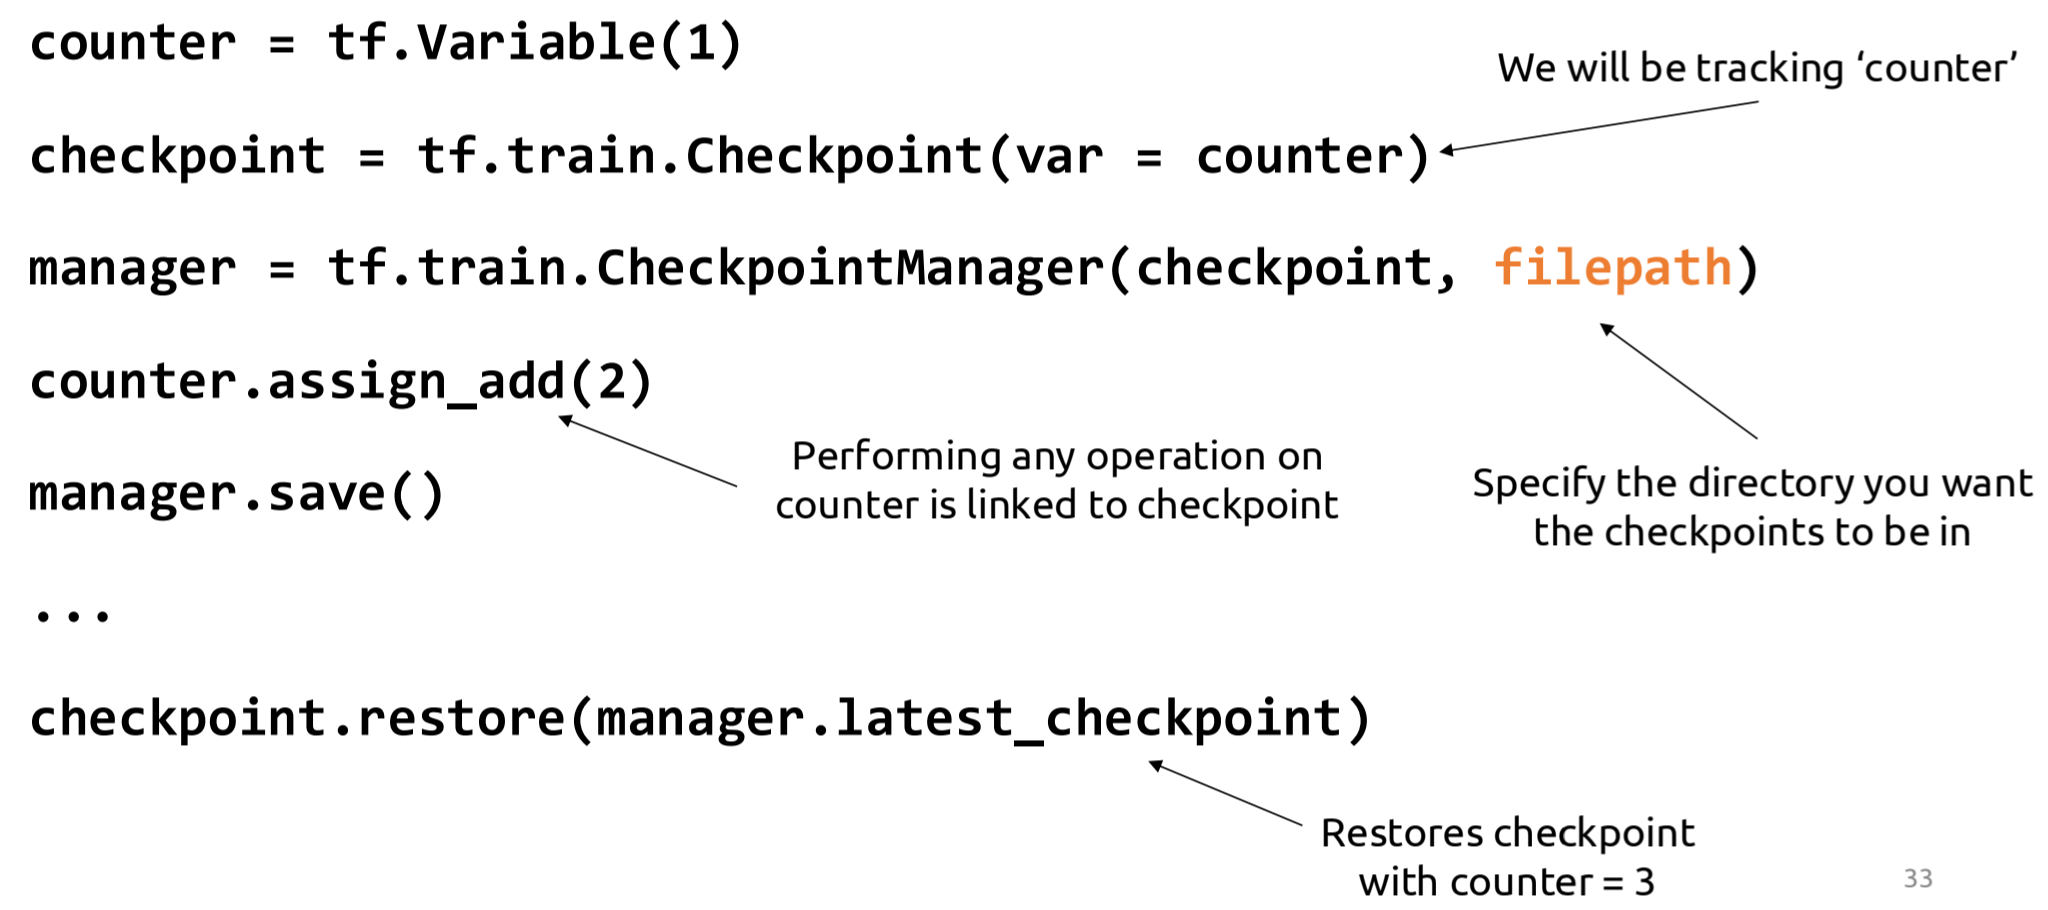 counter = tf.Variable(1)
We will be tracking ‘counter’
checkpoint = tf.train.Checkpoint(var = counter)
manager = tf.train.CheckpointManager(checkpoint, filepath)
counter.assign_add(2)
Performing any operation on
counter is linked to checkpoint
Specify the directory you want
the checkpoints to be in
manager.save()
...
checkpoint.restore(manager.latest_checkpoint)
Restores checkpoint
with counter = 3
33